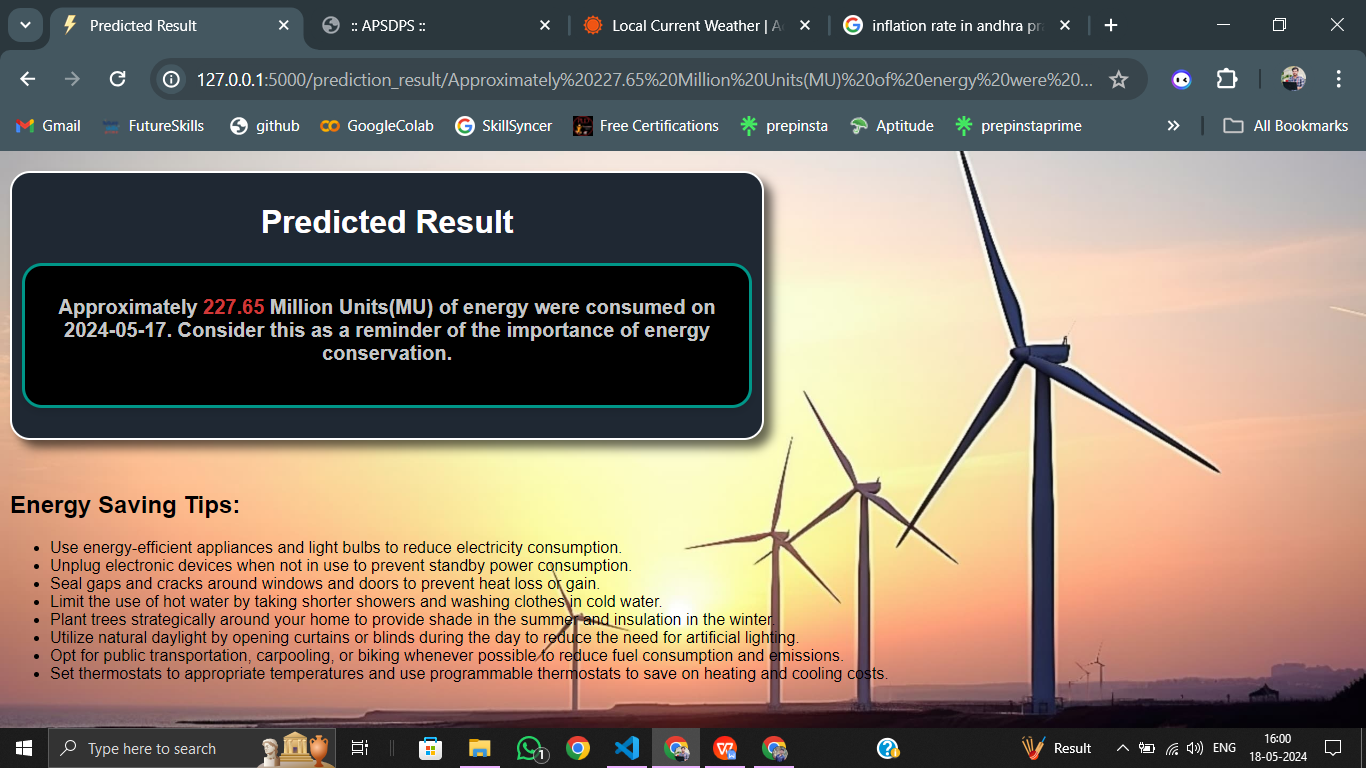 Predicted Result
:: APSDPS ::
Local Current Weather | A
inflation rate in andhra pr
127.0.0.1:5000/prediction_result/Approximately%20227.65%20Million%20Units(MU)%20of%20energy%20were%20...
Gmail
FutureSkills
github
GoogleColab
SkillSyncer
Free Certifications
prepinsta
Aptitude
prepinstaprime
»
All Bookmarks
Predicted Result
Approximately 227.65 Million Units(MU) of energy were consumed on
2024-05-17. Consider this as a reminder of the importance of energy
conservation.
Energy Saving Tips:
• Use energy-efficient appliances and light bulbs to reduce electricity consumption.
• Unplug electronic devices when not in use to prevent standby power consumption.
• Seal gaps and cracks around windows and doors to prevent heat loss or gain.
• Limit the use of hot water by taking shorter showers and washing clothes in cold water.
• Plant trees strategically around your home to provide shade in the summer and insulation in the winter.
• Utilize natural daylight by opening curtains or blinds during the day to reduce the need for artificial lighting.
• Opt for public transportation, carpooling, or biking whenever possible to reduce fuel consumption and emissions.
• Set thermostats to appropriate temperatures and use programmable thermostats to save on heating and cooling costs.
Type here to search
1
Result
ENG
16:00
18-05-2024